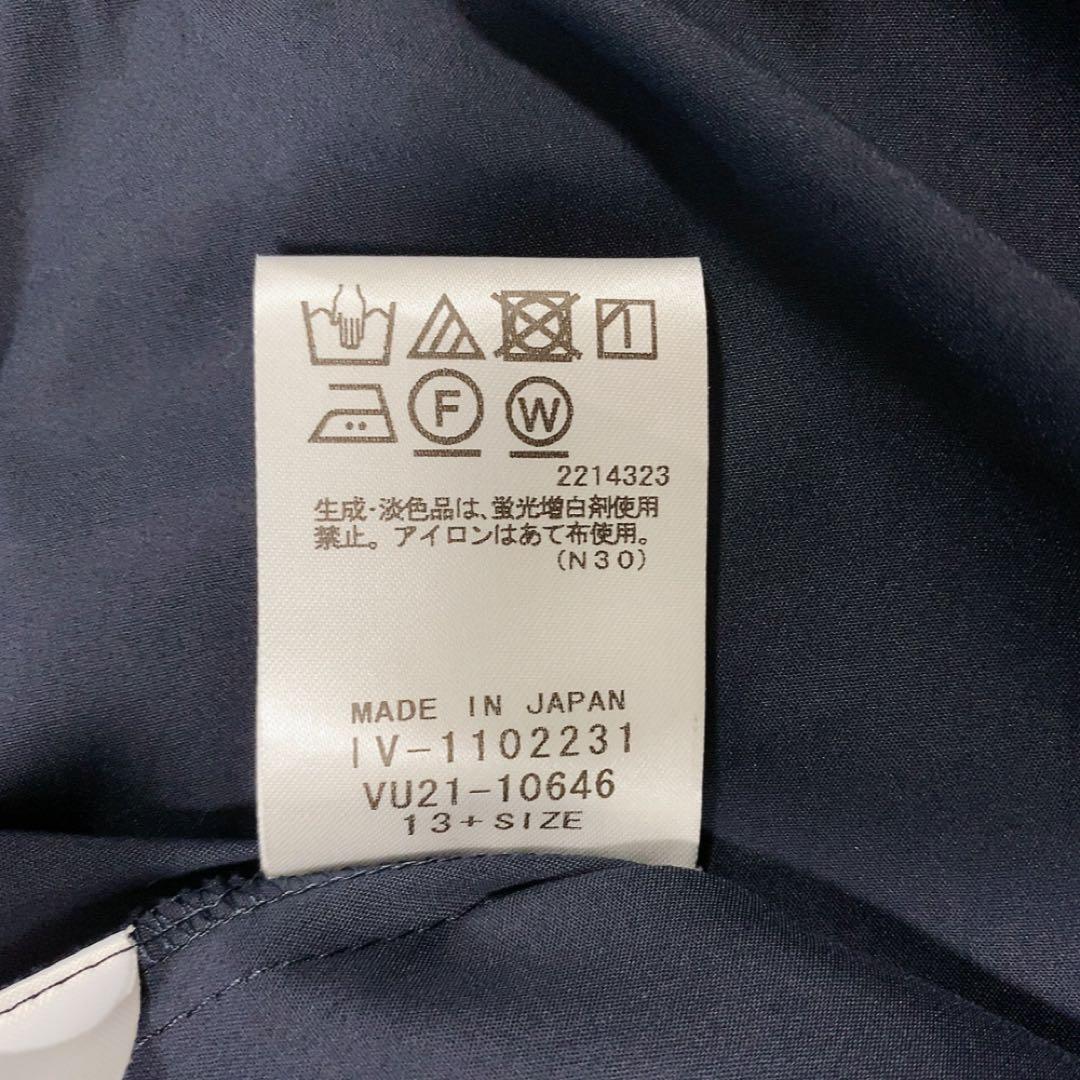 F W
2214323
生成・淡色品は、蛍光増白剤使用
禁止。アイロンはあて布使用。
(N30)
MADE IN JAPAN
IV-1102231
VU21-10646
13+SIZE